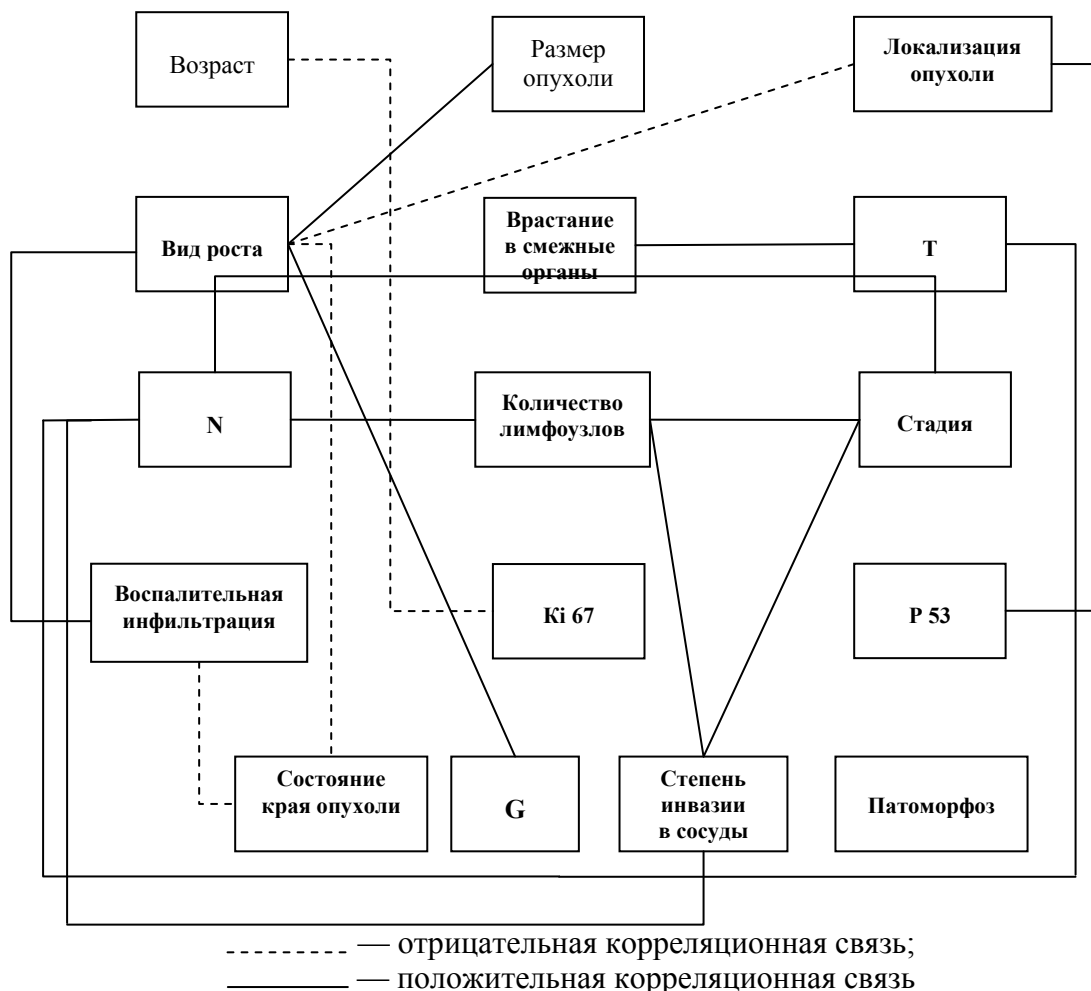 Возраст
Размер
опухоли
Локализация
опухоли
Вид роста
Врастание
в смежные
органы
Т
N
Количество
лимфоузлов
Стадия
Воспалительная
инфильтрация
Ki 67
Р 53
Состояние
края опухоли
G
Степень
инвазии
в сосуды
Патоморфоз
— отрицательная корреляционная связь;
— положительная корреляционная связь